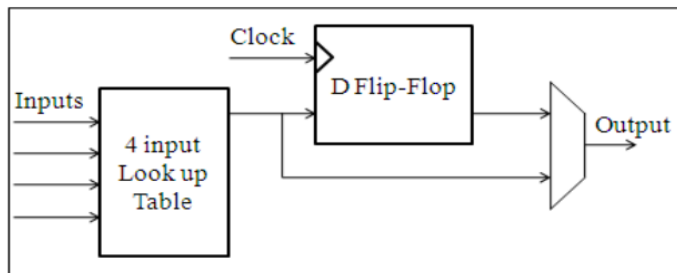 Clock
D Flip-Flop
Inputs
4 input
Look up
Table
Output